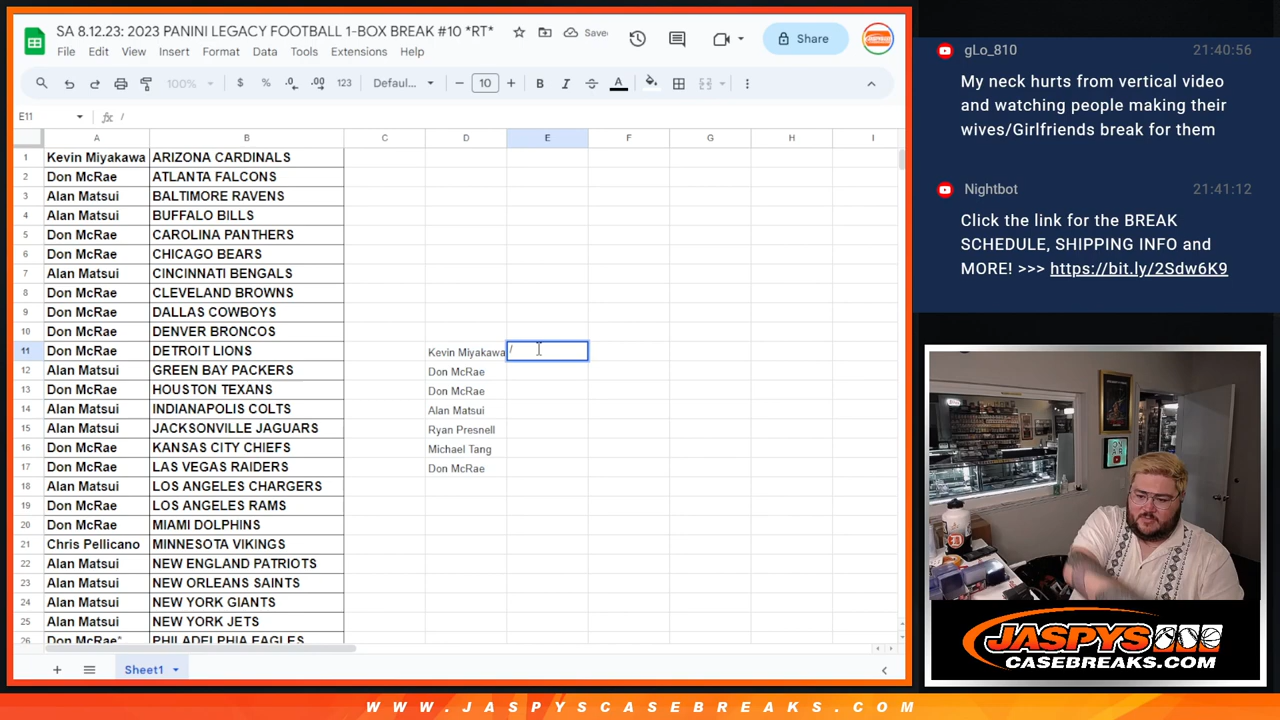 SA 8.12.23: 2023 PANINI LEGACY FOOTBALL 1-BOX BREAK #10 *RT*
Save
Share
File Edit View Insert Format Data Tools Extensions Help
100% $ % .0 .00 123 Defaul... − 10 + B I S A
E11 fx /
A B C D E F G H I
1 Kevin Miyakawa ARIZONA CARDINALS
2 Don McRae ATLANTA FALCONS
3 Alan Matsui BALTIMORE RAVENS
4 Alan Matsui BUFFALO BILLS
5 Don McRae CAROLINA PANTHERS
6 Don McRae CHICAGO BEARS
7 Alan Matsui CINCINNATI BENGALS
8 Don McRae CLEVELAND BROWNS
9 Don McRae DALLAS COWBOYS
10 Don McRae DENVER BRONCOS
11 Don McRae DETROIT LIONS Kevin Miyakawa /
12 Alan Matsui GREEN BAY PACKERS Don McRae
13 Don McRae HOUSTON TEXANS Don McRae
14 Alan Matsui INDIANAPOLIS COLTS Alan Matsui
15 Alan Matsui JACKSONVILLE JAGUARS Ryan Presnell
16 Don McRae KANSAS CITY CHIEFS Michael Tang
17 Don McRae LAS VEGAS RAIDERS Don McRae
18 Alan Matsui LOS ANGELES CHARGERS
19 Don McRae LOS ANGELES RAMS
20 Don McRae MIAMI DOLPHINS
21 Chris Pellicano MINNESOTA VIKINGS
22 Alan Matsui NEW ENGLAND PATRIOTS
23 Alan Matsui NEW ORLEANS SAINTS
24 Alan Matsui NEW YORK GIANTS
25 Alan Matsui NEW YORK JETS
26 Don McRae* PHILADELPHIA EAGLES
Sheet1
gLo_810 21:40:56
My neck hurts from vertical video
and watching people making their
wives/Girlfriends break for them
Nightbot 21:41:12
Click the link for the BREAK
SCHEDULE, SHIPPING INFO and
MORE! >>> https://bit.ly/2Sdw6K9
JASPYS
CASEBREAKS.COM
WWW.JASPYSCASEBREAKS.COM